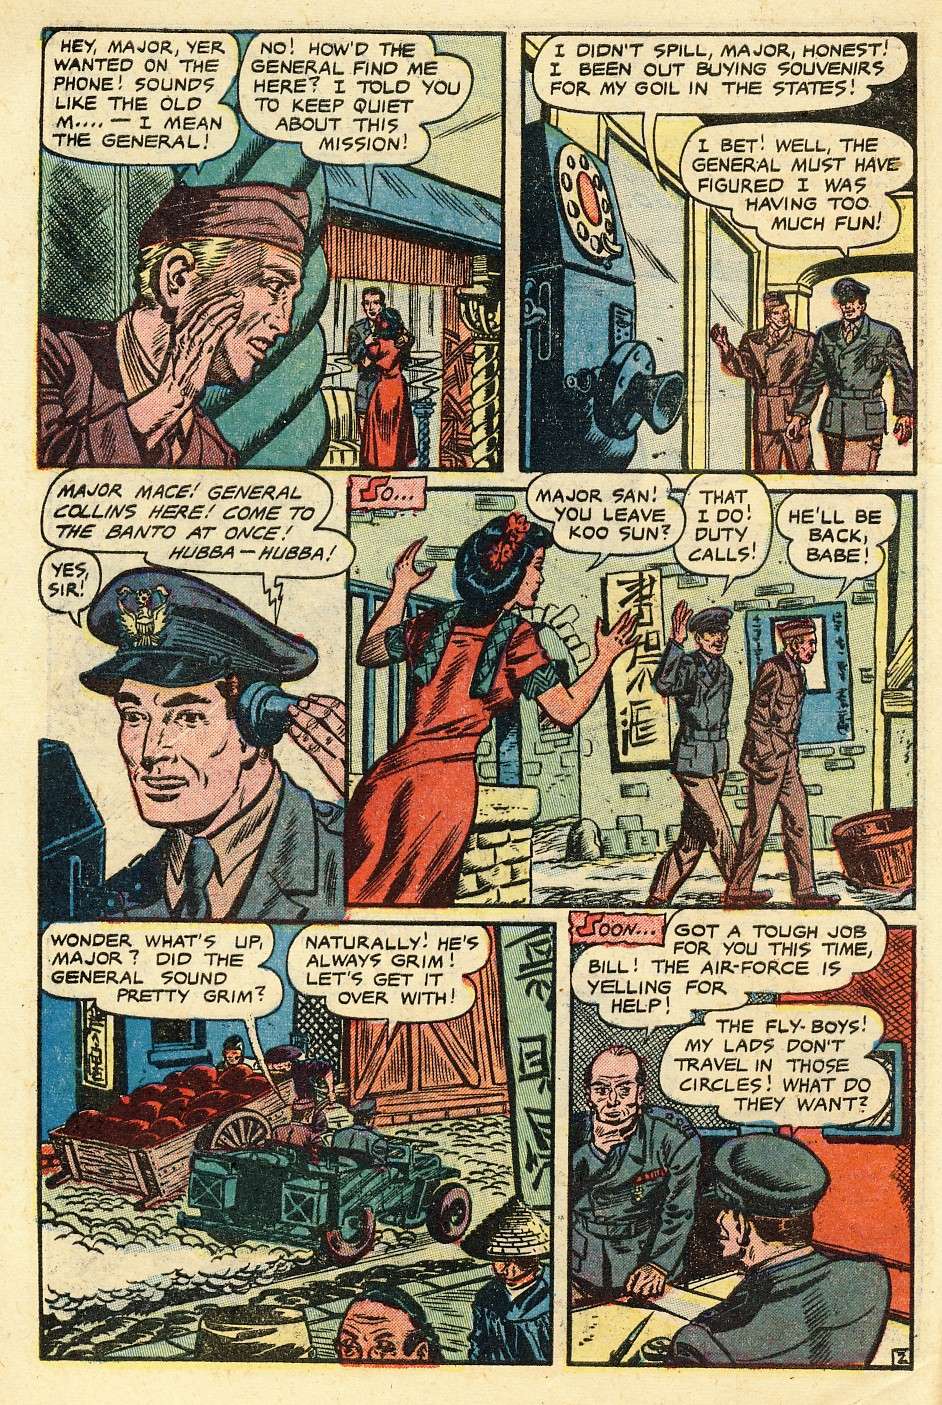 HEY, MAJOR, YER
WANTED ON THE
PHONE! SOUNDS
LIKE THE OLD
M.... — I MEAN
THE GENERAL!
NO! HOW'D THE
GENERAL FIND ME
HERE? I TOLD YOU
TO KEEP QUIET
ABOUT THIS
MISSION!
I DIDN'T SPILL, MAJOR, HONEST!
I BEEN OUT BUYING SOUVENIRS
FOR MY GOIL IN THE STATES!
I BET! WELL, THE
GENERAL MUST HAVE
FIGURED I WAS
HAVING TOO
MUCH FUN!
MAJOR MACE! GENERAL
COLLINS HERE! COME TO
THE BANTO AT ONCE!
HUBBA-HUBBA!
YES,
SIR!
SO...
MAJOR SAN!
YOU LEAVE
KOO SUN?
THAT
I DO!
DUTY
CALLS!
HE'LL BE
BACK,
BABE!
WONDER WHAT'S UP,
MAJOR? DID THE
GENERAL SOUND
PRETTY GRIM?
NATURALLY! HE'S
ALWAYS GRIM!
LET'S GET IT
OVER WITH!
SOON...
GOT A TOUGH JOB
FOR YOU THIS TIME,
BILL! THE AIR-FORCE IS
YELLING FOR
HELP!
THE FLY-BOYS!
MY LADS DON'T
TRAVEL IN THOSE
CIRCLES! WHAT DO
THEY WANT?
2